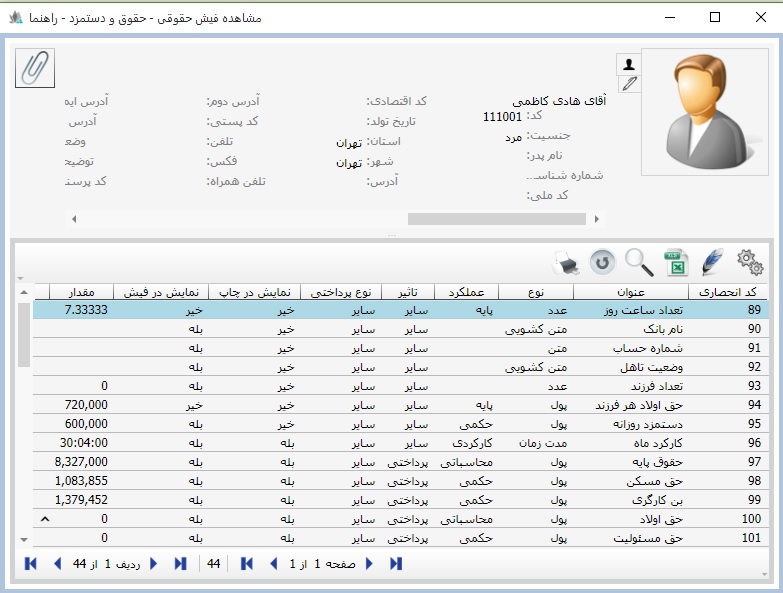 مشاهده فیش حقوقی - حقوق و دستمزد - راهنما
آقای هادی کاظمی
کد: 111001
جنسیت: مرد
نام پدر:
شماره شناسـ...
کد ملی:
کد اقتصادی:
تاریخ تولد:
استان: تهران
شهر: تهران
آدرس:
آدرس دوم:
کد پستی:
تلفن:
فکس:
تلفن همراه:
آدرس ایم
آدرس
وضع
توضیح
کد پرسنا
کد انحصاری عنوان نوع عملکرد تاثیر نوع پرداختی نمایش در چاپ نمایش در فیش مقدار
89 تعداد ساعت روز عدد پایه سایر سایر خیر خیر 7.33333
90 نام بانک متن کشویی سایر سایر خیر بله
91 شماره حساب متن سایر سایر خیر بله
92 وضعیت تاهل متن کشویی سایر سایر خیر بله
93 تعداد فرزند عدد سایر سایر خیر بله 0
94 حق اولاد هر فرزند پول پایه سایر سایر خیر خیر 720,000
95 دستمزد روزانه پول حکمی سایر سایر بله بله 600,000
96 کارکرد ماه مدت زمان کارکردی سایر سایر بله بله 30:04:00
97 حقوق پایه پول محاسباتی پرداختی سایر بله بله 8,327,000
98 حق مسکن پول حکمی پرداختی سایر بله بله 1,083,855
99 بن کارگری پول حکمی پرداختی سایر بله بله 1,379,452
100 حق اولاد پول محاسباتی پرداختی سایر بله بله 0
101 حق مسئولیت پول حکمی پرداختی سایر بله بله 0
صفحه 1 از 1 44 ردیف 1 از 44